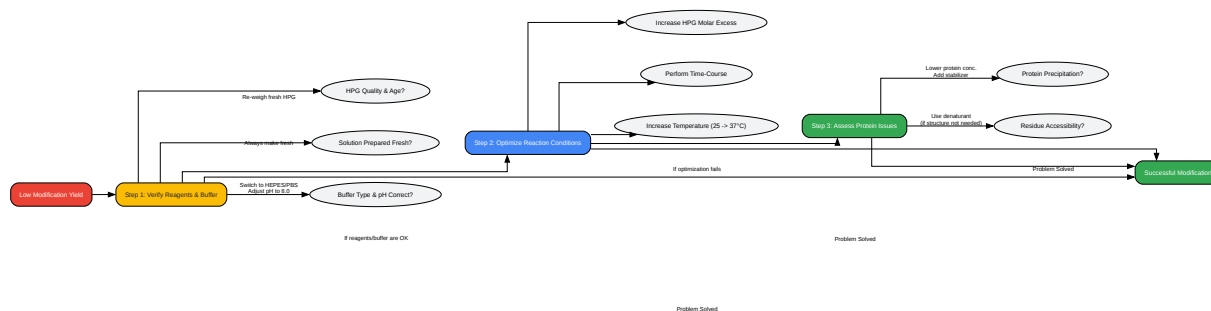 Low Modification Yield
Step 1: Verify Reagents & Buffer
Re-weigh fresh HPG
HPG Quality & Age?
Always make fresh
Solution Prepared Fresh?
Switch to HEPES/PBS
Adjust pH to 8.0
Buffer Type & pH Correct?
If reagents/buffer are OK
Step 2: Optimize Reaction Conditions
Increase HPG Molar Excess
Perform Time-Course
Increase Temperature (25 -> 37°C)
If optimization fails
Problem Solved
Step 3: Assess Protein Issues
Lower protein conc.
Add stabilizer
Protein Precipitation?
Use denaturant
(if structure not needed)
Residue Accessibility?
Problem Solved
Problem Solved
Successful Modification